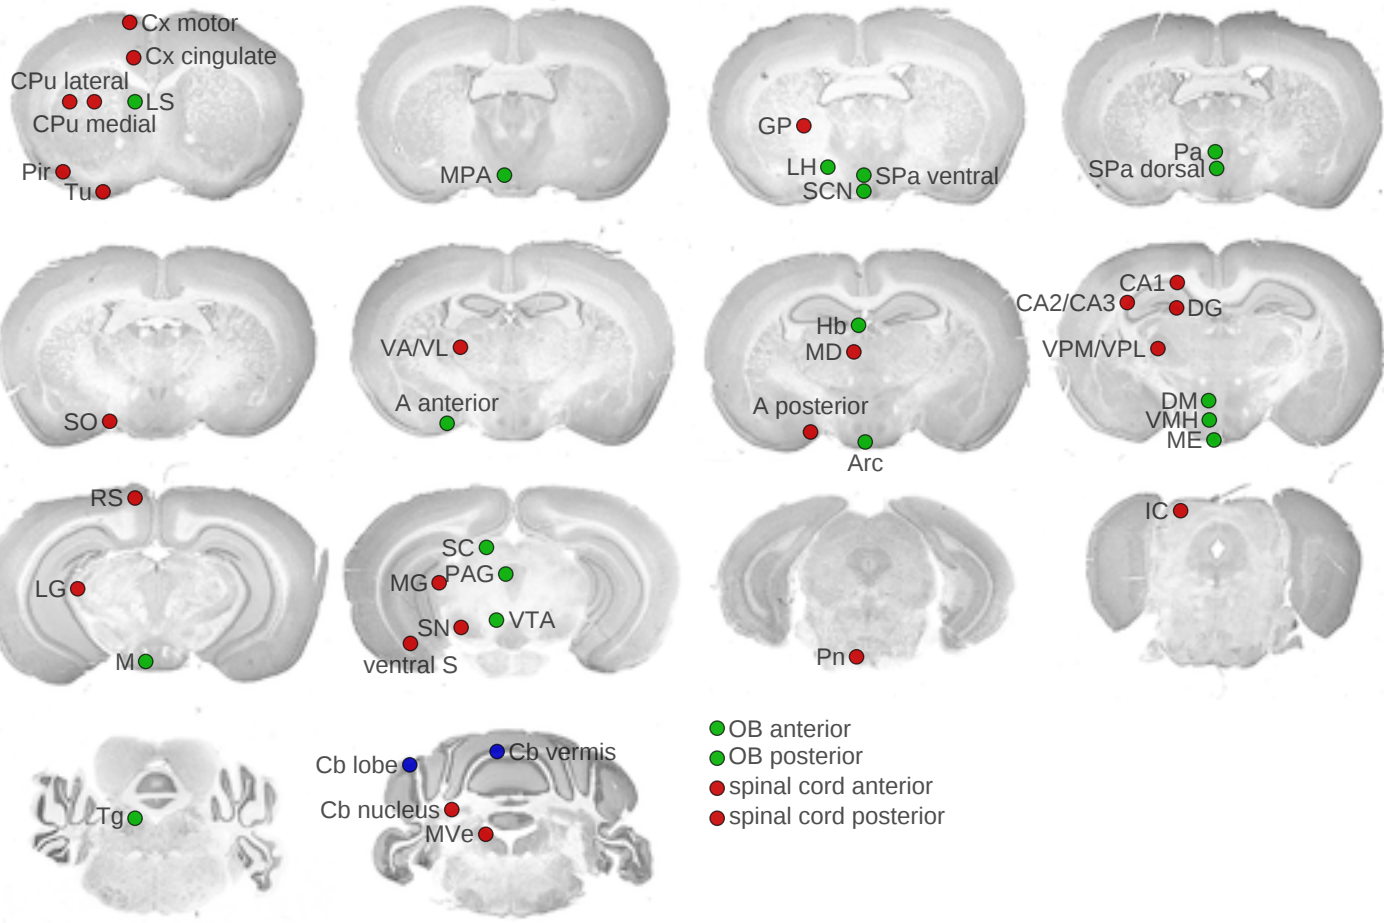 Cx motor
Cx cingulate
CPu lateral
LS
CPu medial
Pir
Tu
MPA
GP
LH
SPa ventral
SCN
Pa
SPa dorsal
SO
VA/VL
A anterior
Hb
MD
A posterior
Arc
CA1
CA2/CA3
DG
VPM/VPL
DM
VMH
ME
RS
LG
M
SC
MG
PAG
SN
VTA
ventral S
Pn
IC
Tg
Cb lobe
Cb vermis
Cb nucleus
MVe
OB anterior
OB posterior
spinal cord anterior
spinal cord posterior